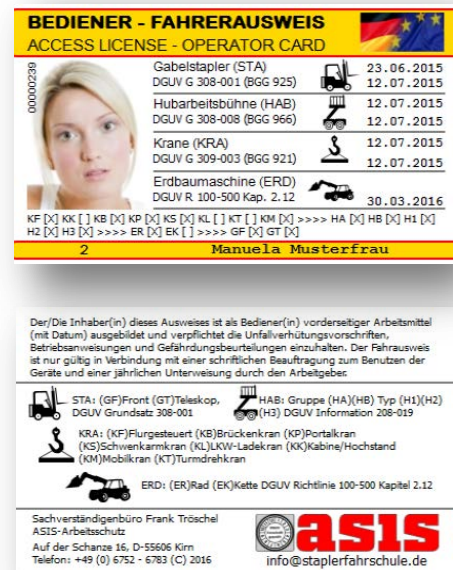 BEDIENER - FAHRERAUSWEIS
ACCESS LICENSE - OPERATOR CARD
00000239
Gabelstapler (STA) 23.06.2015
DGUV G 308-001 (BGG 925) 12.07.2015
Hubarbeitsbühne (HAB) 12.07.2015
DGUV G 308-008 (BGG 966) 12.07.2015
Krane (KRA) 12.07.2015
DGUV G 309-003 (BGG 921) 12.07.2015
Erdbaumaschine (ERD)
DGUV R 100-500 Kap. 2.12 30.03.2016
KF [X] KK [ ] KB [X] KP [X] KS [X] KL [ ] KT [ ] KM [X] >>>> HA [X] HB [X] H1 [X]
H2 [X] H3 [X] >>>> ER [X] EK [ ] >>>> GF [X] GT [X]
2 Manuela Musterfrau
Der/Die Inhaber(in) dieses Ausweises ist als Bediener(in) vorderseitiger Arbeitsmittel
(mit Datum) ausgebildet und verpflichtet die Unfallverhütungsvorschriften,
Betriebsanweisungen und Gefährdungsbeurteilungen einzuhalten. Der Fahrausweis
ist nur gültig in Verbindung mit einer schriftlichen Beauftragung zum Benutzen der
Geräte und einer jährlichen Unterweisung durch den Arbeitgeber.
STA: (GF)Front (GT)Teleskop, HAB: Gruppe (HA)(HB) Typ (H1)(H2)
DGUV Grundsatz 308-001 (H3) DGUV Information 208-019
KRA: (KF)Flurgesteuert (KB)Brückenkran (KP)Portalkran
(KS)Schwenkarmkran (KL)LKW-Ladekran (KK)Kabine/Hochstand
(KM)Mobilkran (KT)Turmdrehkran
ERD: (ER)Rad (EK)Kette DGUV Richtlinie 100-500 Kapitel 2.12
Sachverständigenbüro Frank Tröschel
ASIS-Arbeitsschutz
Auf der Schanze 16, D-55606 Kirn
Telefon: +49 (0) 6752 - 6783 (C) 2016
asis
info@staplerfahrschule.de